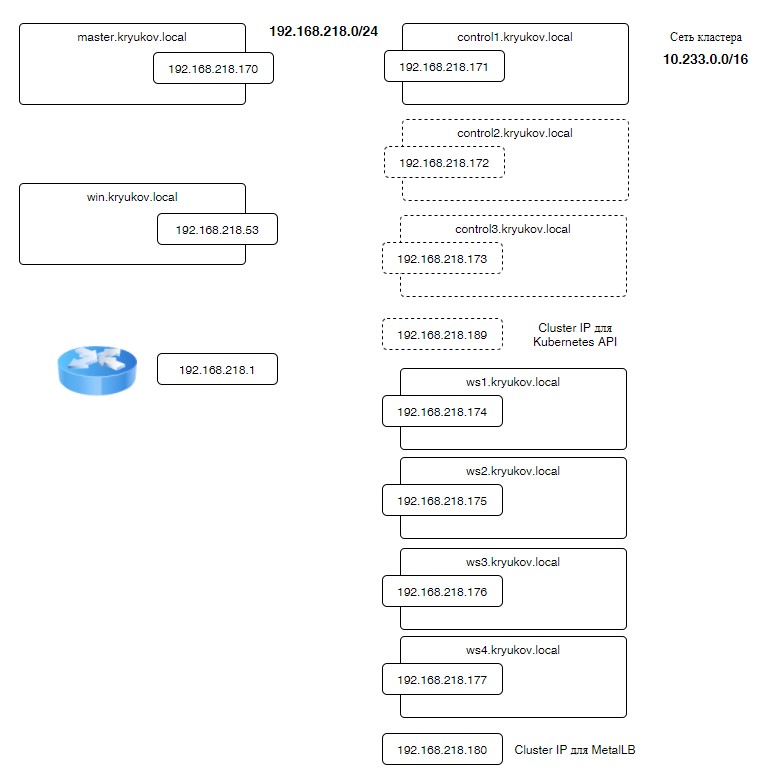 master.kryukov.local
192.168.218.170
192.168.218.0/24
control1.kryukov.local
192.168.218.171
Сеть кластера
10.233.0.0/16
control2.kryukov.local
192.168.218.172
win.kryukov.local
192.168.218.53
control3.kryukov.local
192.168.218.173
192.168.218.189
Cluster IP для
Kubernetes API
192.168.218.1
ws1.kryukov.local
192.168.218.174
ws2.kryukov.local
192.168.218.175
ws3.kryukov.local
192.168.218.176
ws4.kryukov.local
192.168.218.177
192.168.218.180
Cluster IP для MetalLB